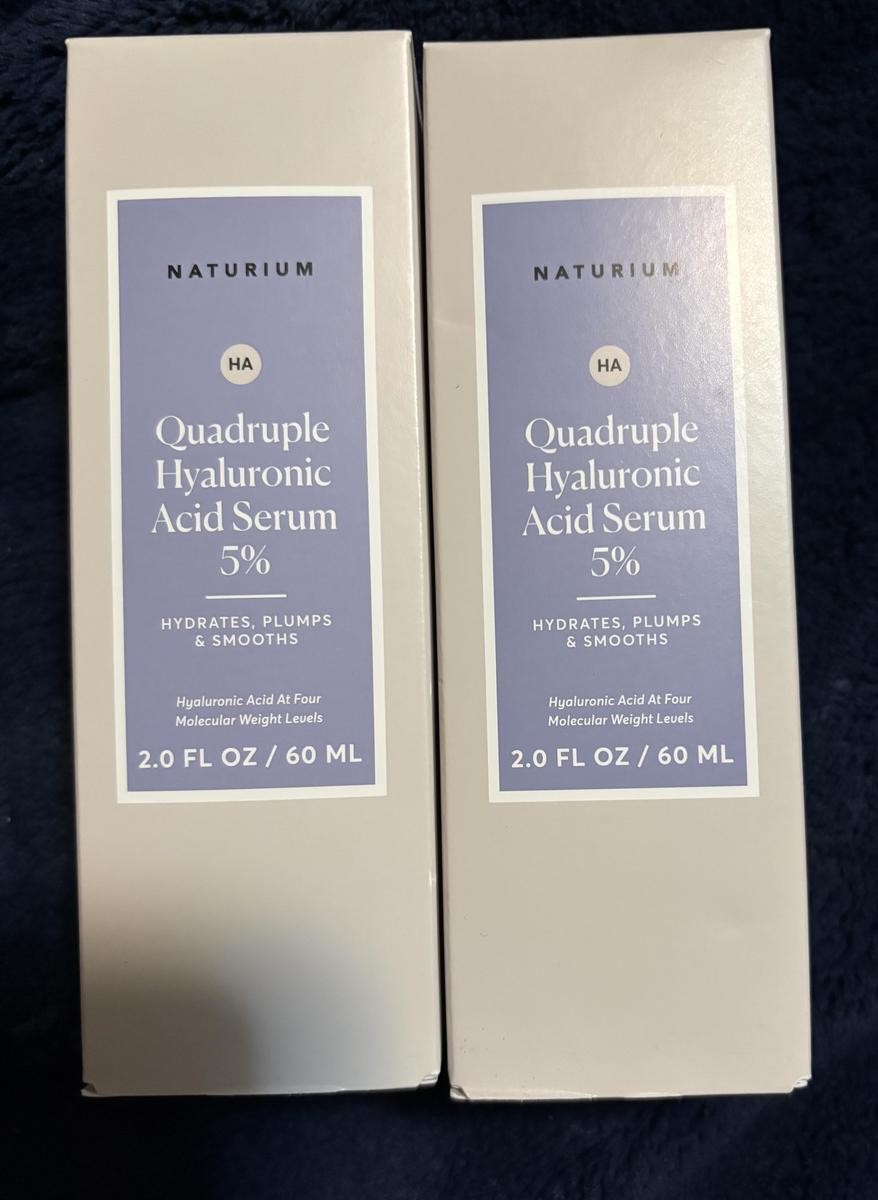 NATURIUM
HA
Quadruple
Hyaluronic
Acid Serum
5%
HYDRATES, PLUMPS
& SMOOTHS
Hyaluronic Acid At Four
Molecular Weight Levels
2.0 FL OZ / 60 ML
NATURIUM
HA
Quadruple
Hyaluronic
Acid Serum
5%
HYDRATES, PLUMPS
& SMOOTHS
Hyaluronic Acid At Four
Molecular Weight Levels
2.0 FL OZ / 60 ML